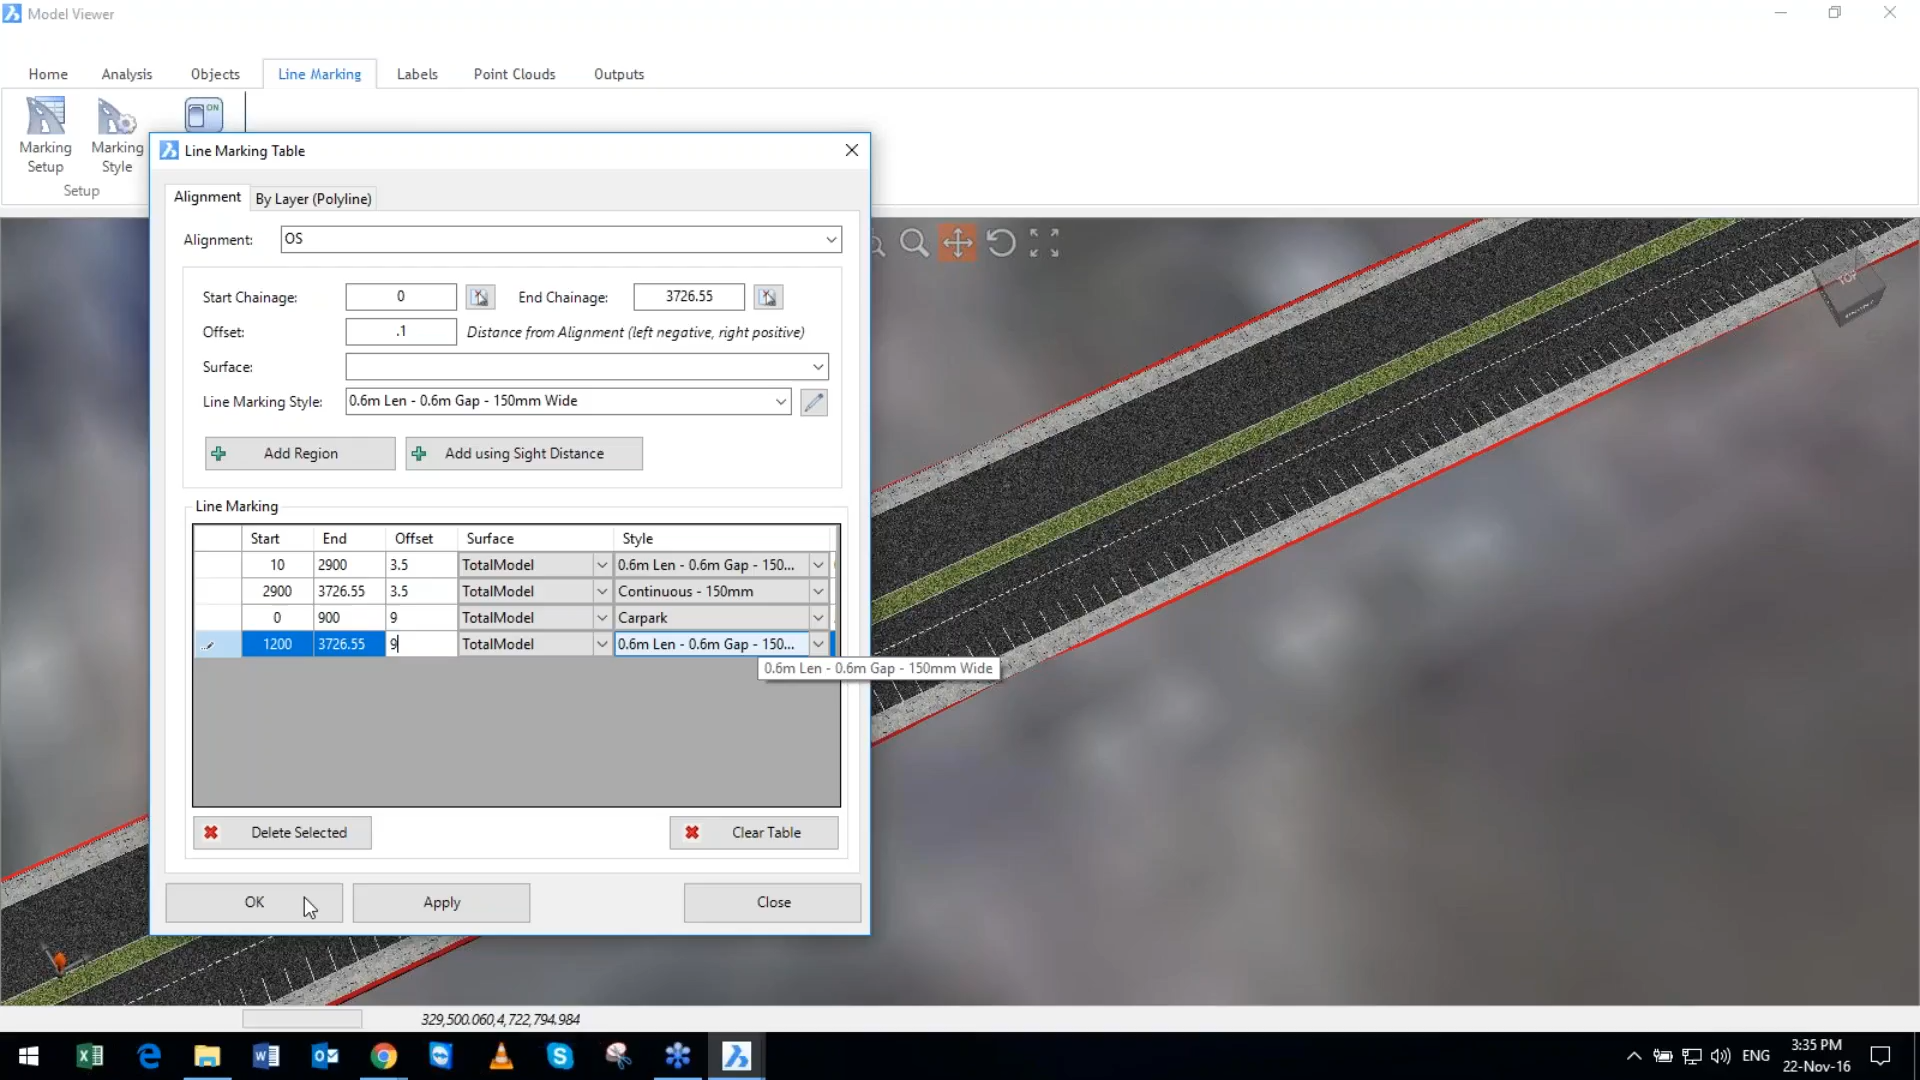 Model Viewer
Home Analysis Objects Line Marking Labels Point Clouds Outputs
ON
Marking Setup
Marking Style
Setup
Line Marking Table
Alignment By Layer (Polyline)
Alignment: OS
Start Chainage: 0 End Chainage: 3726.55
Offset: .1 Distance from Alignment (left negative, right positive)
Surface:
Line Marking Style: 0.6m Len - 0.6m Gap - 150mm Wide
Add Region Add using Sight Distance
Line Marking
Start End Offset Surface Style
10 2900 3.5 TotalModel 0.6m Len - 0.6m Gap - 150...
2900 3726.55 3.5 TotalModel Continuous - 150mm
0 900 9 TotalModel Carpark
1200 3726.55 9 TotalModel 0.6m Len - 0.6m Gap - 150...
0.6m Len - 0.6m Gap - 150mm Wide
Delete Selected Clear Table
OK Apply Close
TOP
329,500.060,4,722,794.984
ENG
3:35 PM
22-Nov-16